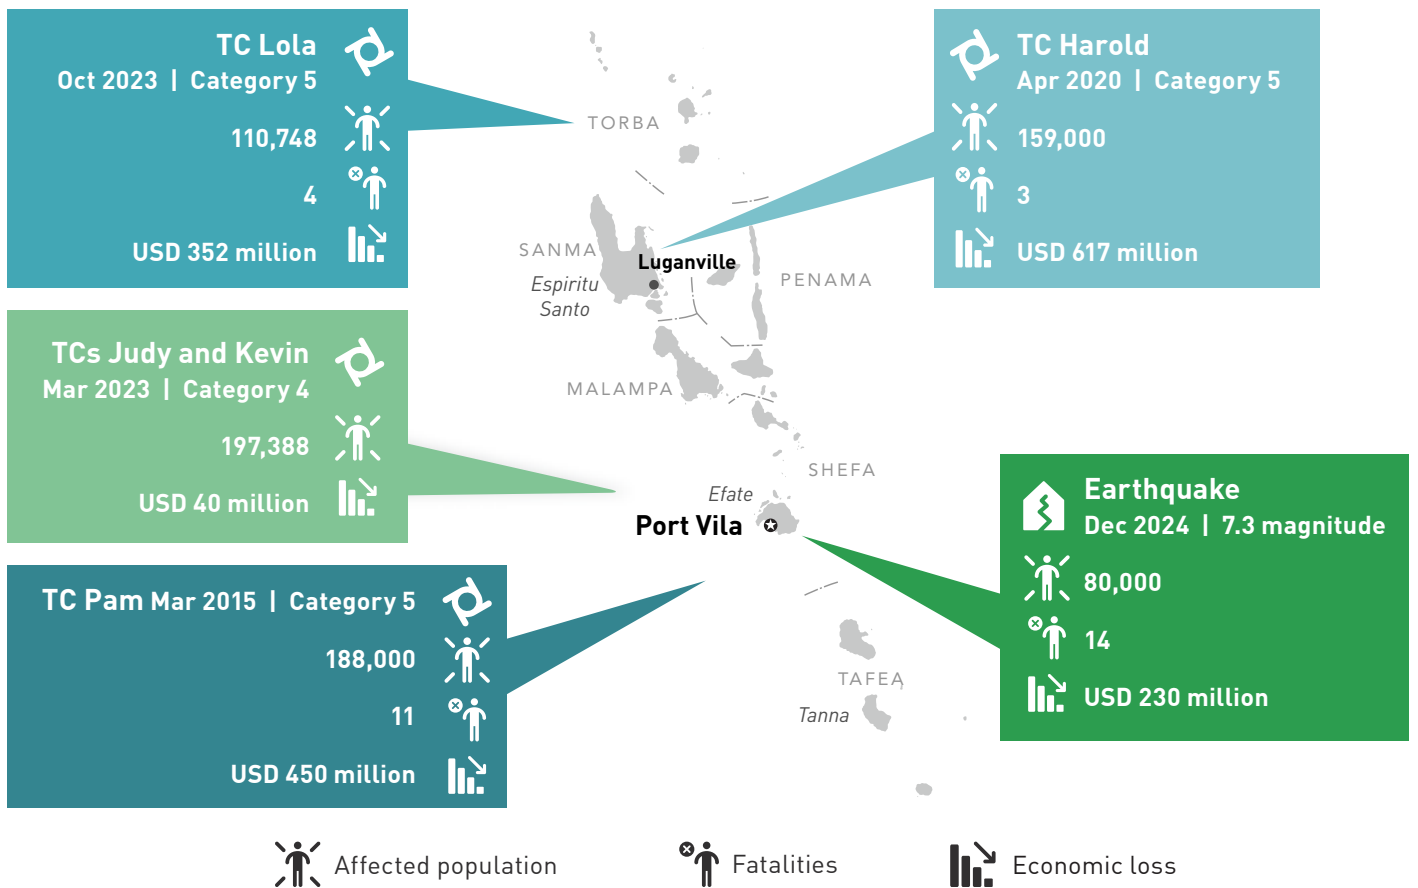 TC Lola
Oct 2023 | Category 5
110,748
4
USD 352 million
TC Harold
Apr 2020 | Category 5
159,000
3
USD 617 million
TCs Judy and Kevin
Mar 2023 | Category 4
197,388
USD 40 million
TC Pam Mar 2015 | Category 5
188,000
11
USD 450 million
Earthquake
Dec 2024 | 7.3 magnitude
80,000
14
USD 230 million
TORBA
SANMA
Luganville
Espiritu
Santo
PENAMA
MALAMPA
SHEFA
Efate
Port Vila
TAFEA
Tanna
Affected population
Fatalities
Economic loss